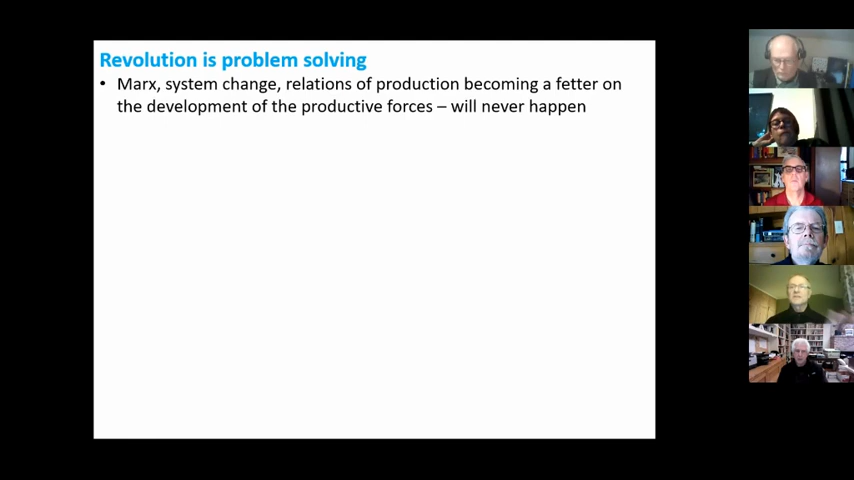 Revolution is problem solving
• Marx, system change, relations of production becoming a fetter on
the development of the productive forces – will never happen